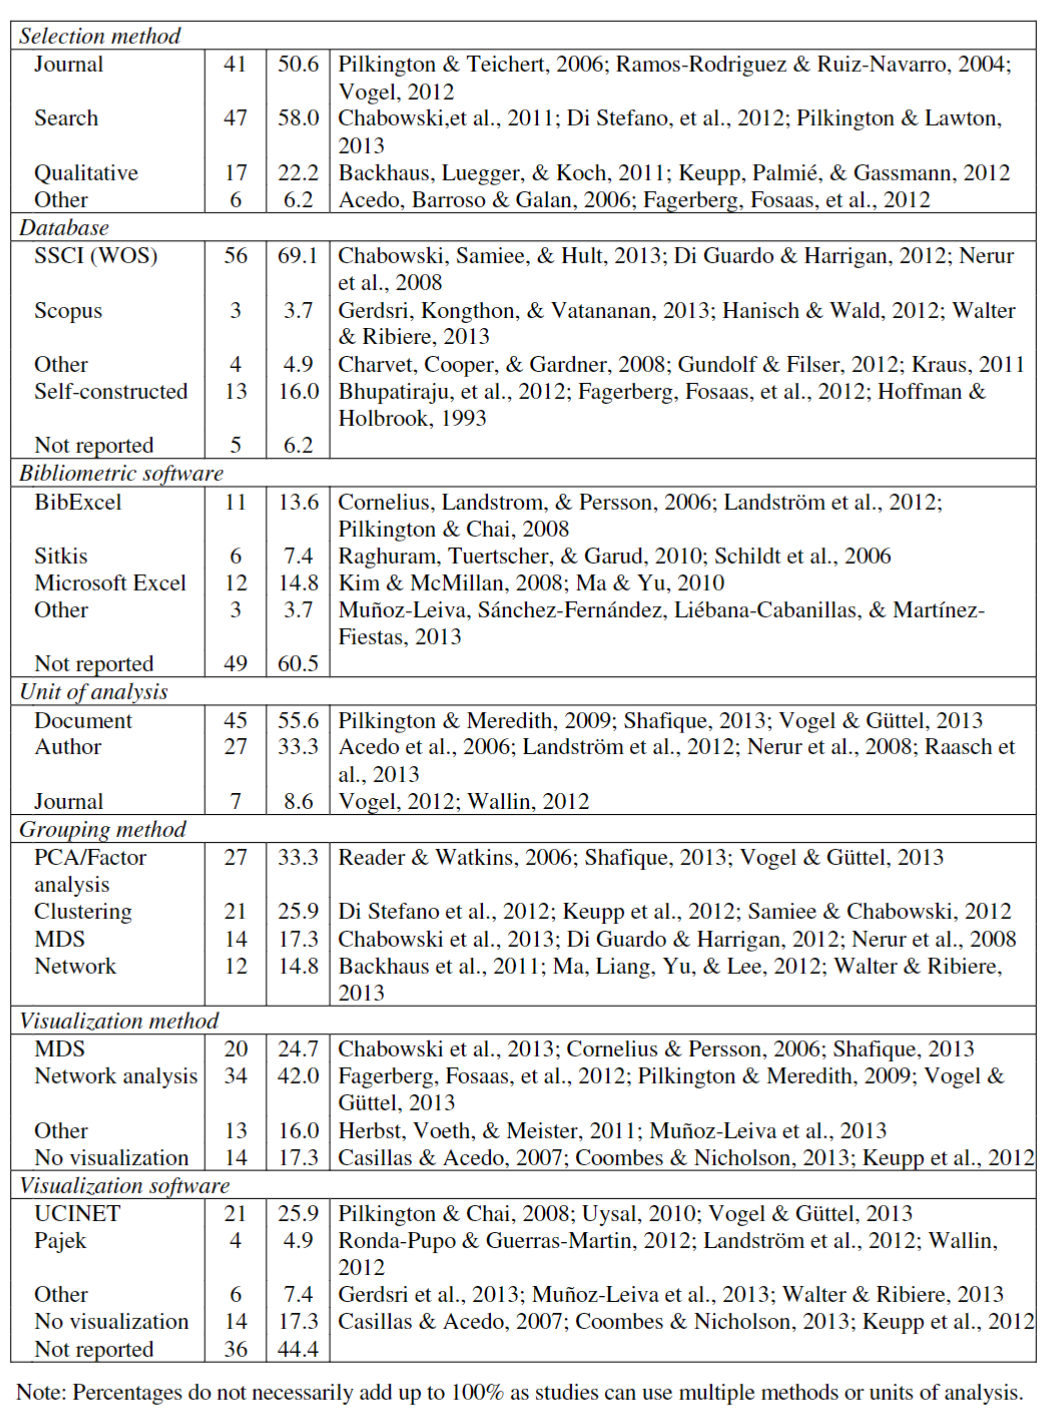 Selection method
Journal 41 50.6 Pilkington & Teichert, 2006; Ramos-Rodriguez & Ruiz-Navarro, 2004;
Vogel, 2012
Search 47 58.0 Chabowski,et al., 2011; Di Stefano, et al., 2012; Pilkington & Lawton,
2013
Qualitative 17 22.2 Backhaus, Luegger, & Koch, 2011; Keupp, Palmié, & Gassmann, 2012
Other 6 6.2 Acedo, Barroso & Galan, 2006; Fagerberg, Fosaas, et al., 2012
Database
SSCI (WOS) 56 69.1 Chabowski, Samiee, & Hult, 2013; Di Guardo & Harrigan, 2012; Nerur
et al., 2008
Scopus 3 3.7 Gerdsri, Kongthon, & Vatananan, 2013; Hanisch & Wald, 2012; Walter
& Ribiere, 2013
Other 4 4.9 Charvet, Cooper, & Gardner, 2008; Gundolf & Filser, 2012; Kraus, 2011
Self-constructed 13 16.0 Bhupatiraju, et al., 2012; Fagerberg, Fosaas, et al., 2012; Hoffman &
Holbrook, 1993
Not reported 5 6.2
Bibliometric software
BibExcel 11 13.6 Cornelius, Landstrom, & Persson, 2006; Landström et al., 2012;
Pilkington & Chai, 2008
Sitkis 6 7.4 Raghuram, Tuertscher, & Garud, 2010; Schildt et al., 2006
Microsoft Excel 12 14.8 Kim & McMillan, 2008; Ma & Yu, 2010
Other 3 3.7 Muñoz-Leiva, Sánchez-Fernández, Liébana-Cabanillas, & Martínez-
Fiestas, 2013
Not reported 49 60.5
Unit of analysis
Document 45 55.6 Pilkington & Meredith, 2009; Shafique, 2013; Vogel & Güttel, 2013
Author 27 33.3 Acedo et al., 2006; Landström et al., 2012; Nerur et al., 2008; Raasch et
al., 2013
Journal 7 8.6 Vogel, 2012; Wallin, 2012
Grouping method
PCA/Factor 27 33.3 Reader & Watkins, 2006; Shafique, 2013; Vogel & Güttel, 2013
analysis
Clustering 21 25.9 Di Stefano et al., 2012; Keupp et al., 2012; Samiee & Chabowski, 2012
MDS 14 17.3 Chabowski et al., 2013; Di Guardo & Harrigan, 2012; Nerur et al., 2008
Network 12 14.8 Backhaus et al., 2011; Ma, Liang, Yu, & Lee, 2012; Walter & Ribiere,
2013
Visualization method
MDS 20 24.7 Chabowski et al., 2013; Cornelius & Persson, 2006; Shafique, 2013
Network analysis 34 42.0 Fagerberg, Fosaas, et al., 2012; Pilkington & Meredith, 2009; Vogel &
Güttel, 2013
Other 13 16.0 Herbst, Voeth, & Meister, 2011; Muñoz-Leiva et al., 2013
No visualization 14 17.3 Casillas & Acedo, 2007; Coombes & Nicholson, 2013; Keupp et al., 2012
Visualization software
UCINET 21 25.9 Pilkington & Chai, 2008; Uysal, 2010; Vogel & Güttel, 2013
Pajek 4 4.9 Ronda-Pupo & Guerras-Martin, 2012; Landström et al., 2012; Wallin,
2012
Other 6 7.4 Gerdsri et al., 2013; Muñoz-Leiva et al., 2013; Walter & Ribiere, 2013
No visualization 14 17.3 Casillas & Acedo, 2007; Coombes & Nicholson, 2013; Keupp et al., 2012
Not reported 36 44.4
Note: Percentages do not necessarily add up to 100% as studies can use multiple methods or units of analysis.